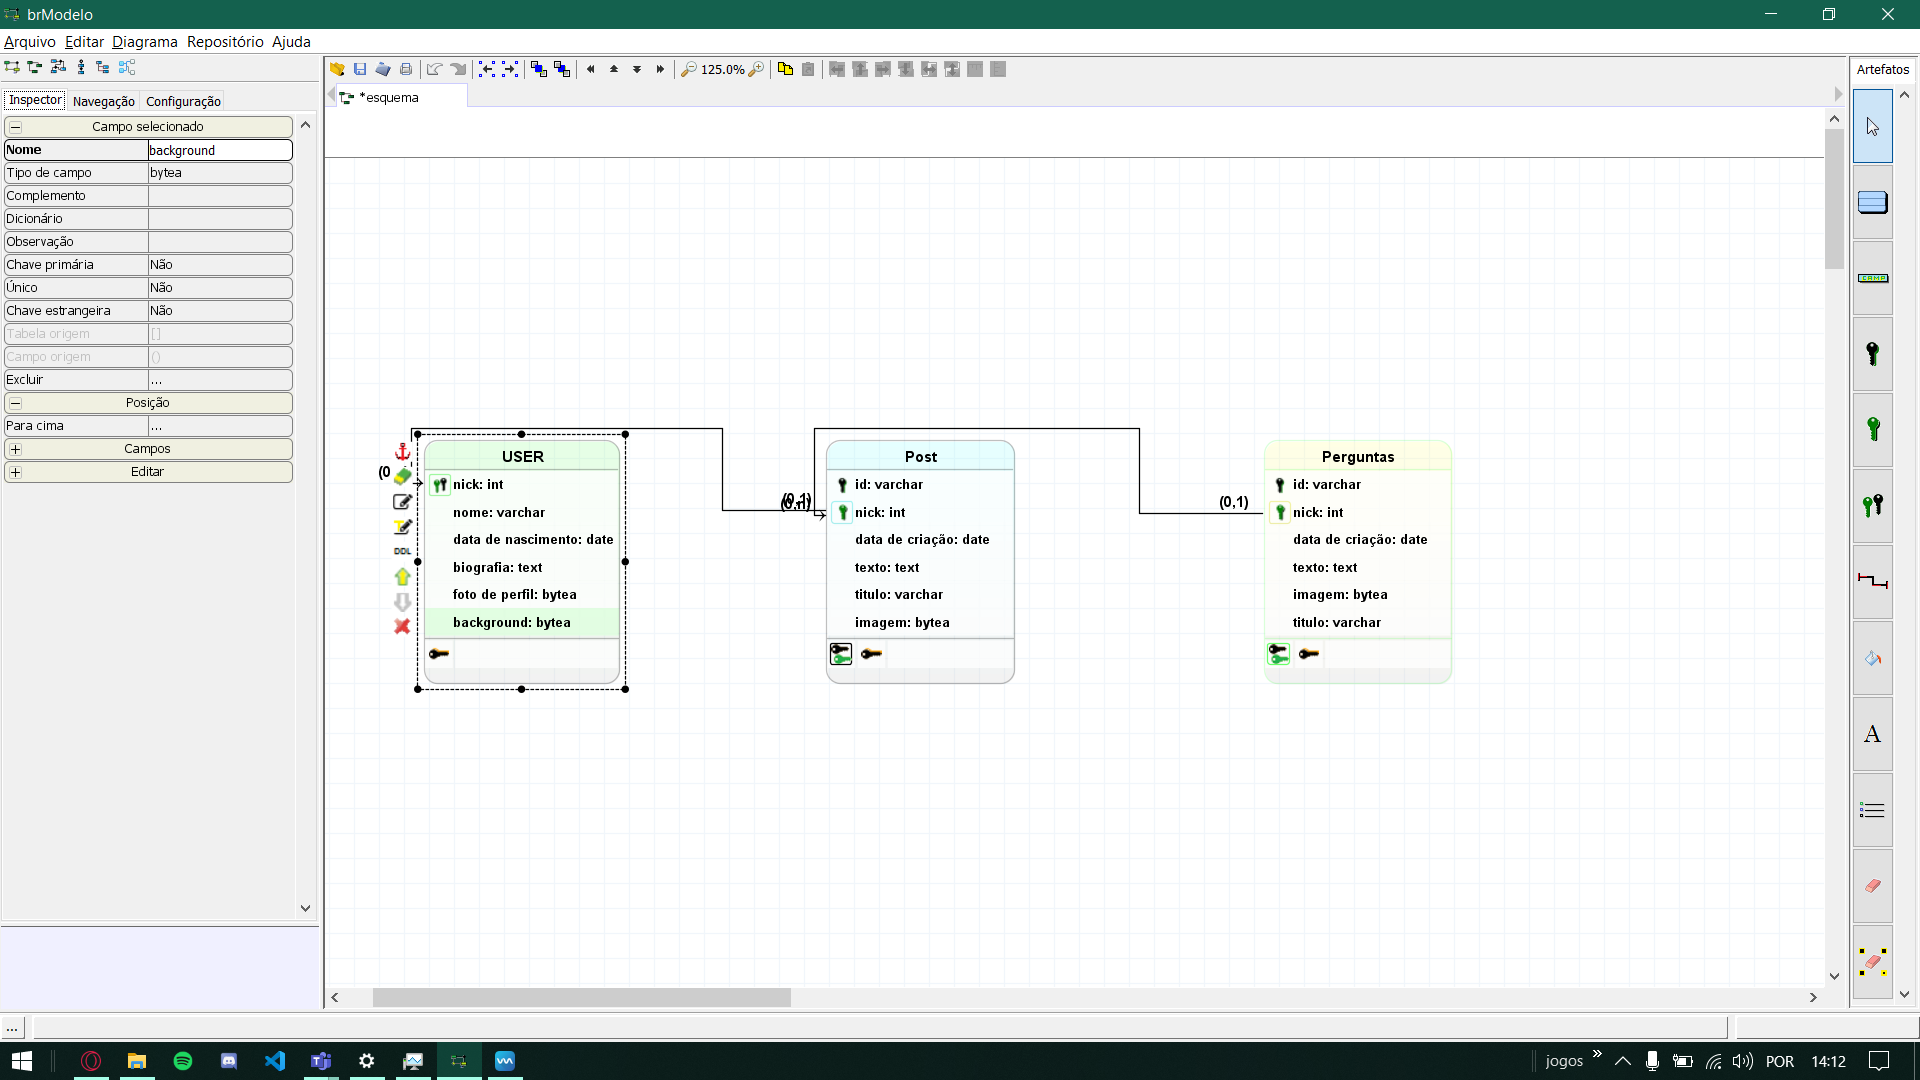 brModelo
Arquivo Editar Diagrama Repositório Ajuda
125.0%
Artefatos
Inspector Navegação Configuração
*esquema
Campo selecionado
Nome background
Tipo de campo bytea
Complemento
Dicionário
Observação
Chave primária Não
Único Não
Chave estrangeira Não
Tabela origem []
Campo origem ()
Excluir ...
Posição
Para cima ...
Campos
Editar
(0
DDL
USER
nick: int
nome: varchar
data de nascimento: date
biografia: text
foto de perfil: bytea
background: bytea
(0,1)
Post
id: varchar
nick: int
data de criação: date
texto: text
titulo: varchar
imagem: bytea
(0,1)
Perguntas
id: varchar
nick: int
data de criação: date
texto: text
imagem: bytea
titulo: varchar
CAMPO
A
...
jogos » POR 14:12